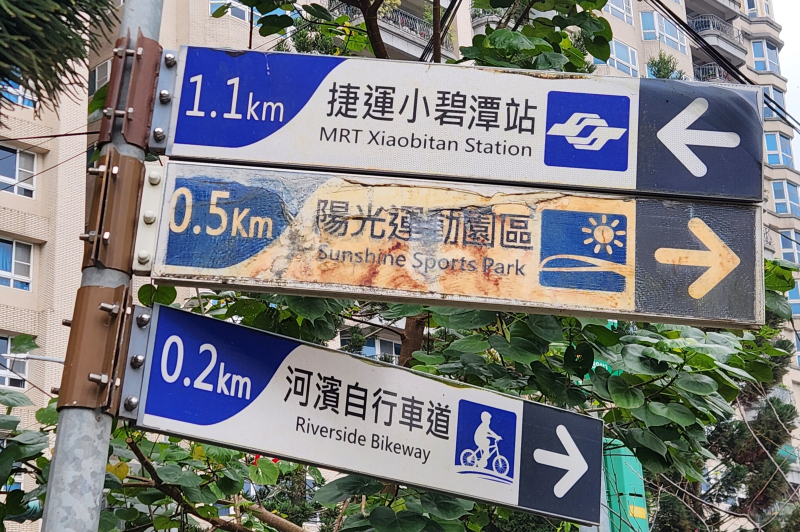 1.1km
捷運小碧潭站
MRT Xiaobitan Station
0.5Km
陽光運動園區
Sunshine Sports Park
0.2km
河濱自行車道
Riverside Bikeway